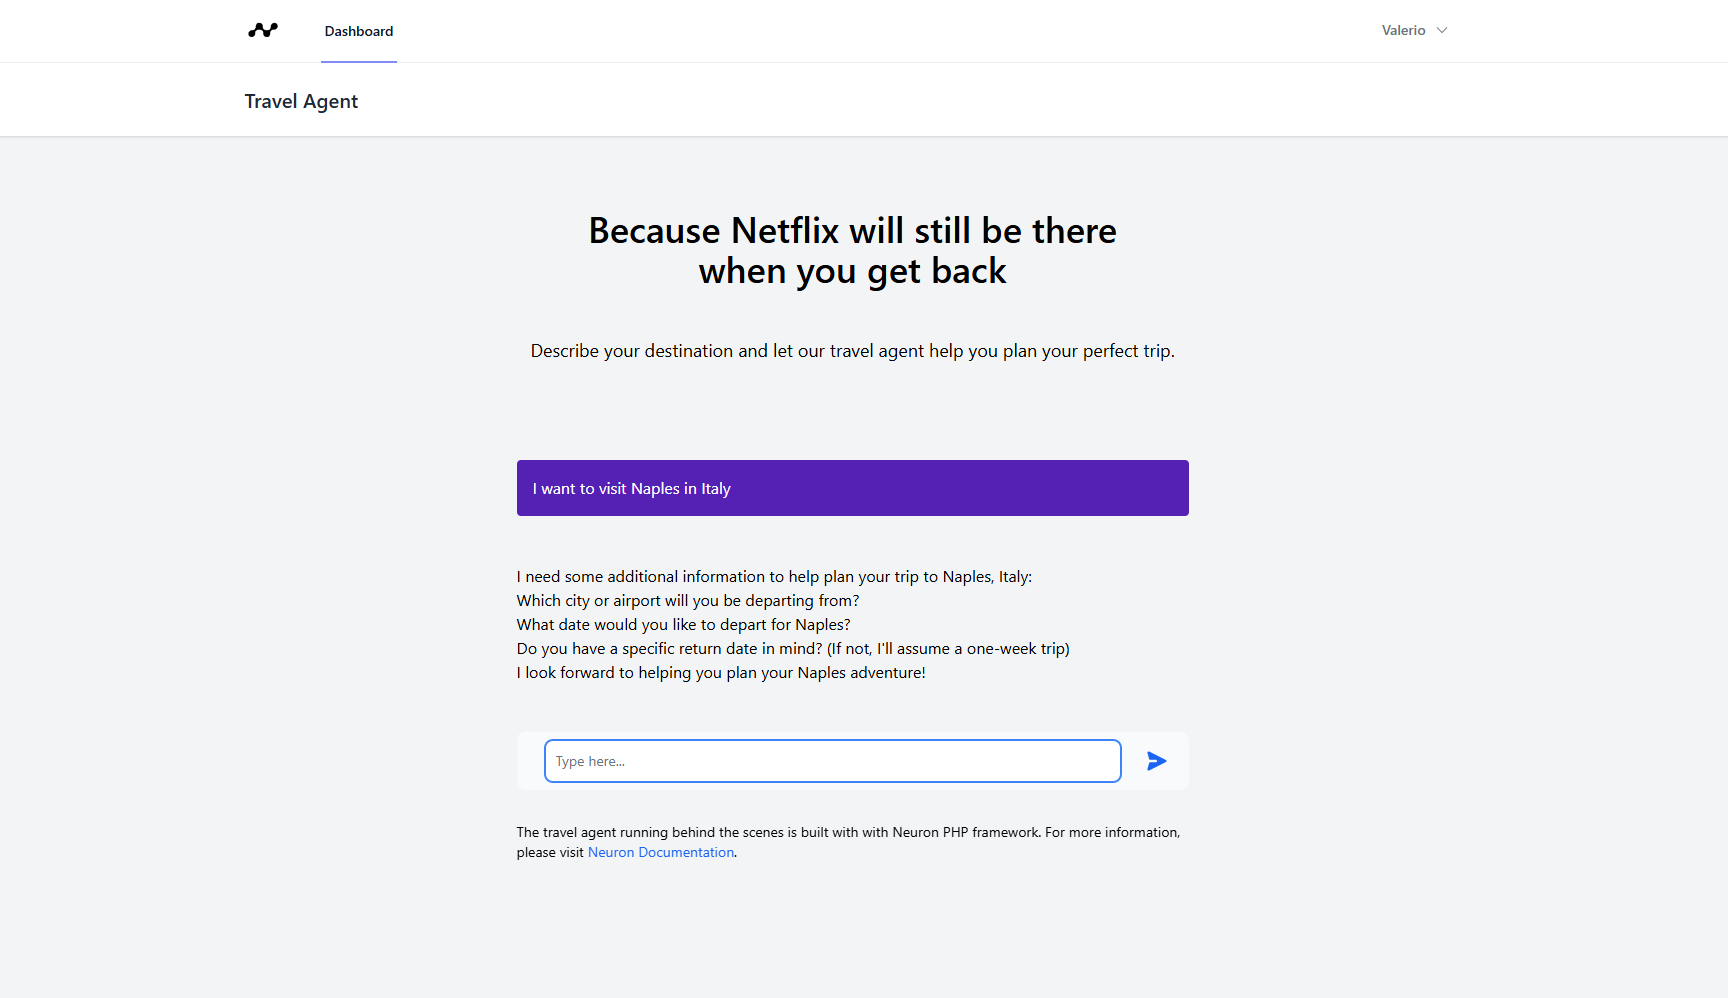 Dashboard
Valerio
Travel Agent
Because Netflix will still be there
when you get back
Describe your destination and let our travel agent help you plan your perfect trip.
I want to visit Naples in Italy
I need some additional information to help plan your trip to Naples, Italy:
Which city or airport will you be departing from?
What date would you like to depart for Naples?
Do you have a specific return date in mind? (If not, I'll assume a one-week trip)
I look forward to helping you plan your Naples adventure!
Type here...
The travel agent running behind the scenes is built with with Neuron PHP framework. For more information,
please visit Neuron Documentation.